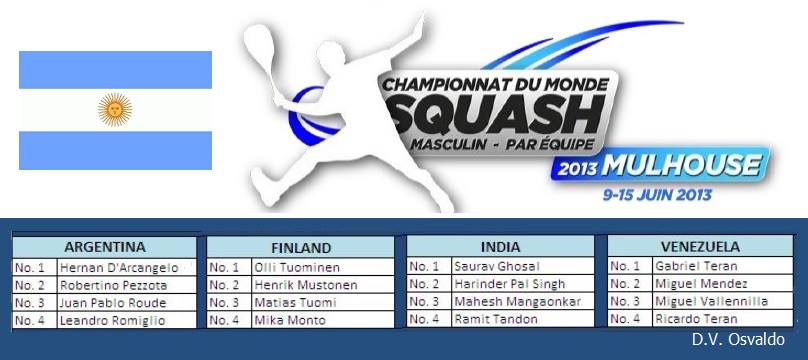 CHAMPIONNAT DU MONDE
SQUASH
MASCULIN - PAR ÉQUIPE
2013 MULHOUSE
9-15 JUIN 2013
ARGENTINA
No. 1 Hernan D'Arcangelo
No. 2 Robertino Pezzota
No. 3 Juan Pablo Roude
No. 4 Leandro Romiglio
FINLAND
No. 1 Olli Tuominen
No. 2 Henrik Mustonen
No. 3 Matias Tuomi
No. 4 Mika Monto
INDIA
No. 1 Saurav Ghosal
No. 2 Harinder Pal Singh
No. 3 Mahesh Mangaonkar
No. 4 Ramit Tandon
VENEZUELA
No. 1 Gabriel Teran
No. 2 Miguel Mendez
No. 3 Miguel Vallennilla
No. 4 Ricardo Teran
D.V. Osvaldo